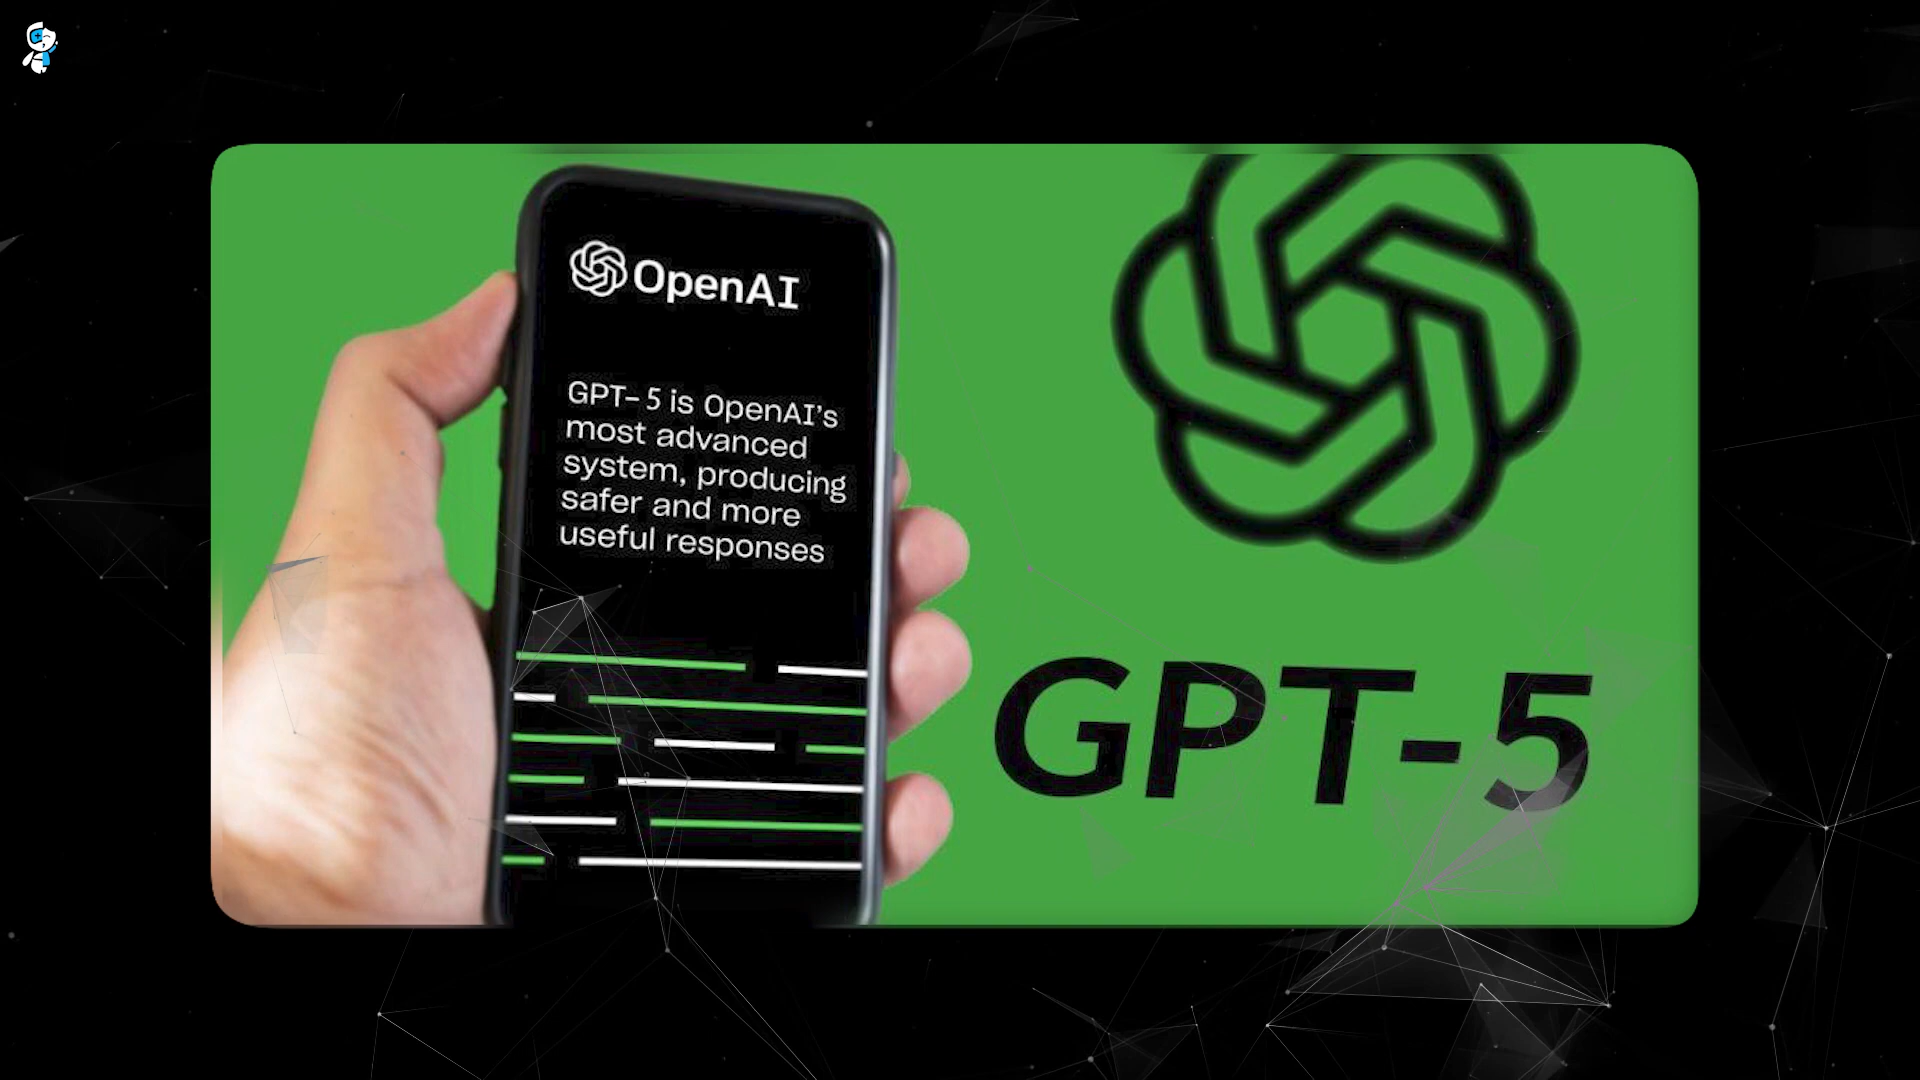 OpenAI
GPT-5 is OpenAI's
most advanced
system, producing
safer and more
useful responses
GPT-5